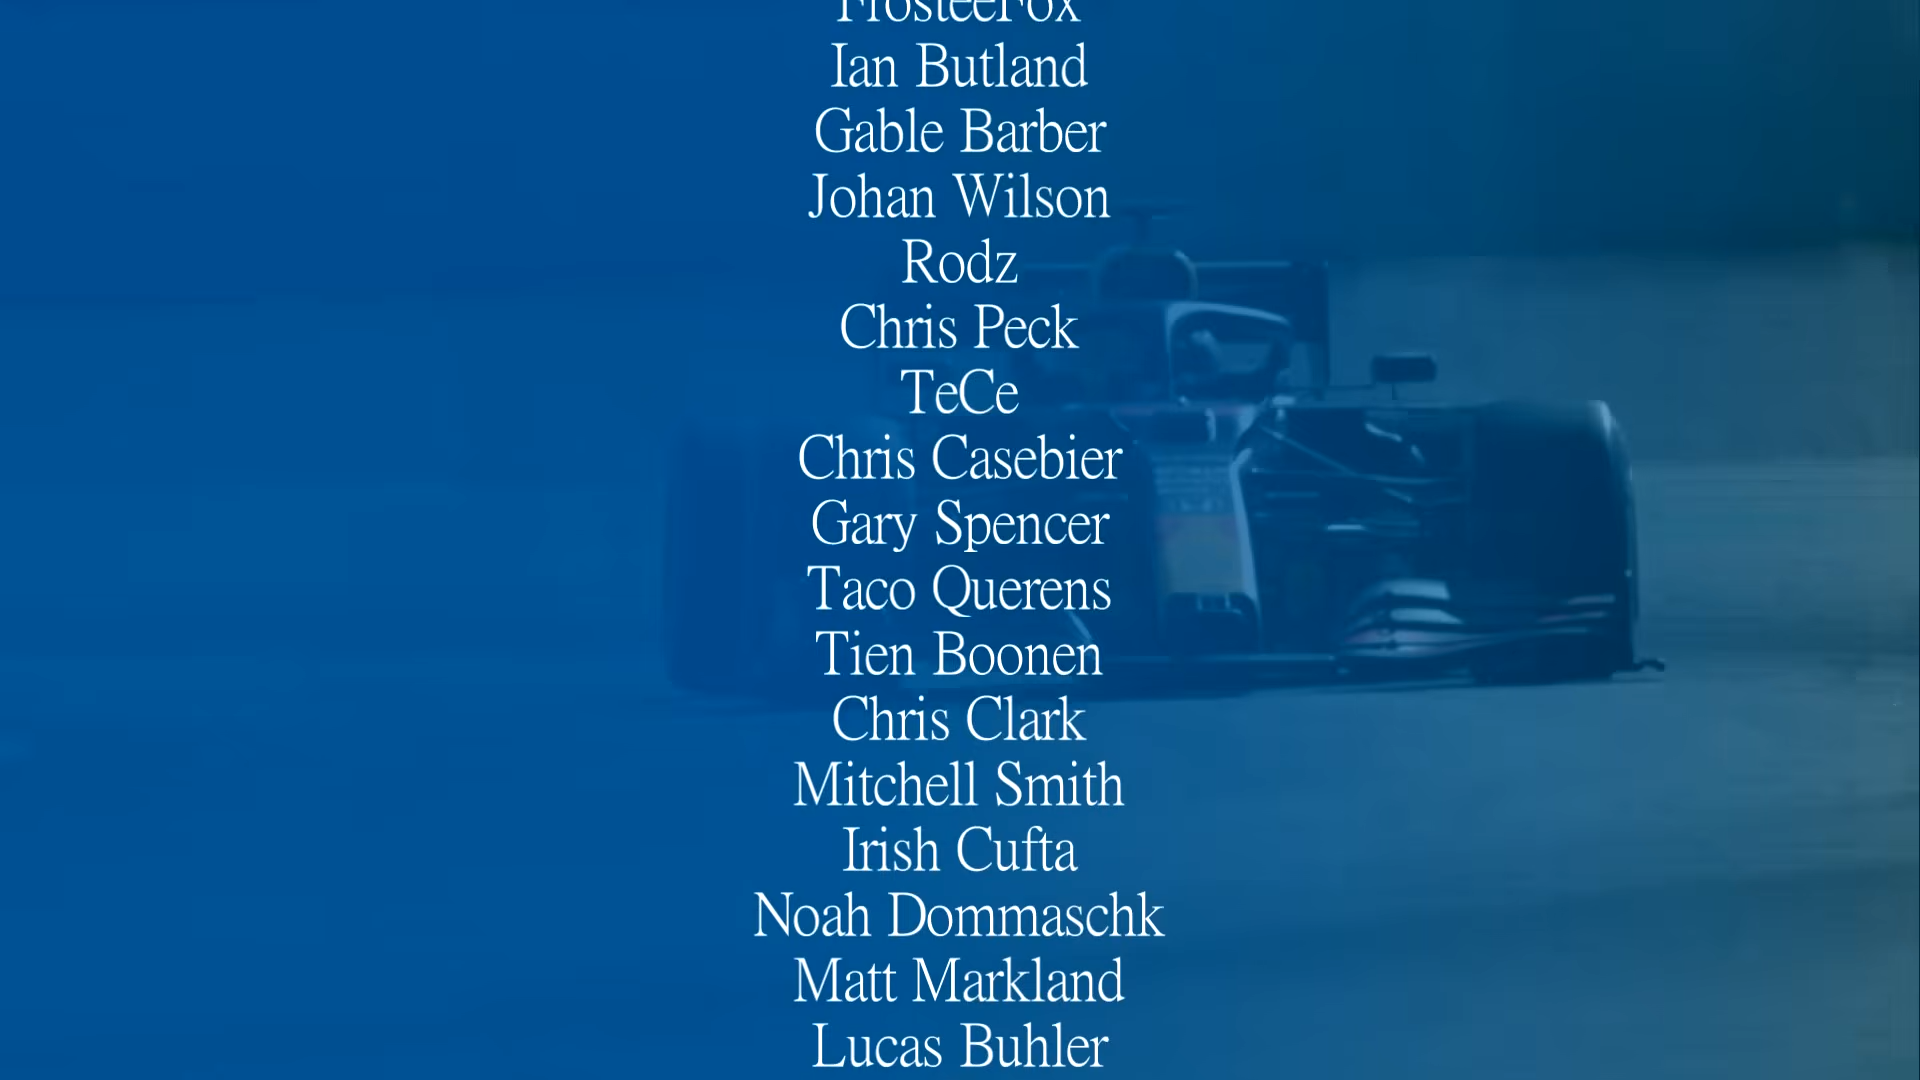 FrosteeFox
Ian Butland
Gable Barber
Johan Wilson
Rodz
Chris Peck
TeCe
Chris Casebier
Gary Spencer
Taco Querens
Tien Boonen
Chris Clark
Mitchell Smith
Irish Cufta
Noah Dommaschk
Matt Markland
Lucas Buhler